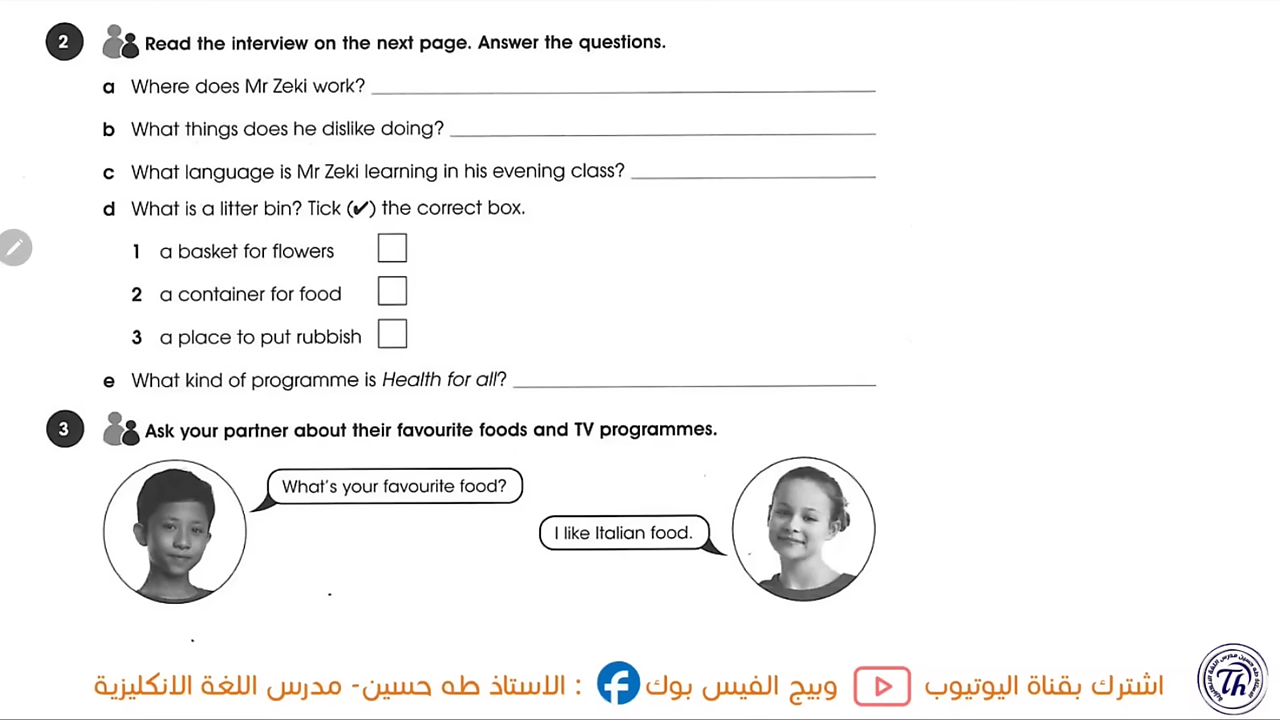 2 Read the interview on the next page. Answer the questions.
a Where does Mr Zeki work?
b What things does he dislike doing?
c What language is Mr Zeki learning in his evening class?
d What is a litter bin? Tick (✔) the correct box.
1 a basket for flowers
2 a container for food
3 a place to put rubbish
e What kind of programme is Health for all?
3 Ask your partner about their favourite foods and TV programmes.
What's your favourite food?
I like Italian food.
اشترك بقناة اليوتيوب وبيج الفيس بوك : الاستاذ طه حسين- مدرس اللغة الانكليزية
Th